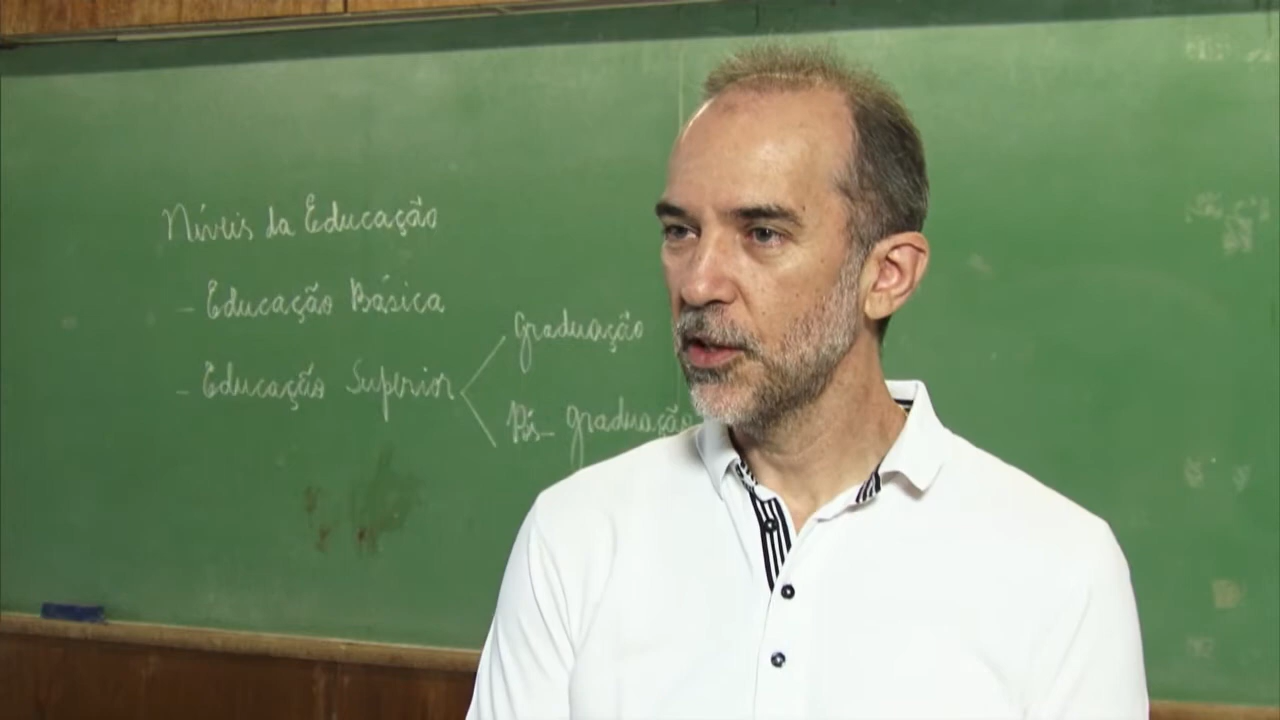 Níveis da Educação
- Educação Básica
- Educação Superior
Graduação
Pós- graduação